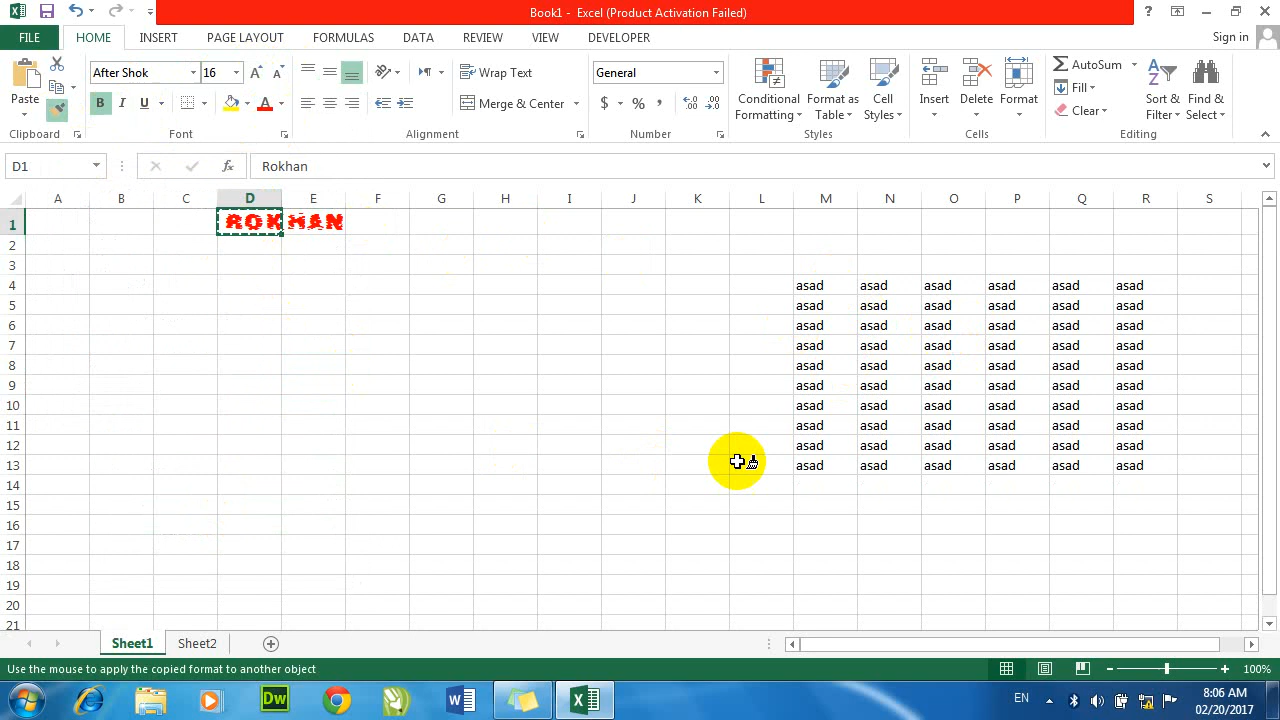 Book1 - Excel (Product Activation Failed)
FILE HOME INSERT PAGE LAYOUT FORMULAS DATA REVIEW VIEW DEVELOPER Sign in
After Shok 16 Wrap Text General AutoSum
Paste B I U Merge & Center $ % , Conditional Formatting Format as Table Cell Styles Insert Delete Format Fill Clear Sort & Filter Find & Select
Clipboard Font Alignment Number Styles Cells Editing
D1 fx Rokhan
A B C D E F G H I J K L M N O P Q R S
1 ROKHAN
2
3
4 asad asad asad asad asad asad
5 asad asad asad asad asad asad
6 asad asad asad asad asad asad
7 asad asad asad asad asad asad
8 asad asad asad asad asad asad
9 asad asad asad asad asad asad
10 asad asad asad asad asad asad
11 asad asad asad asad asad asad
12 asad asad asad asad asad asad
13 asad asad asad asad asad asad
14
15
16
17
18
19
20
21
Sheet1 Sheet2
Use the mouse to apply the copied format to another object 100%
Dw EN 8:06 AM
02/20/2017